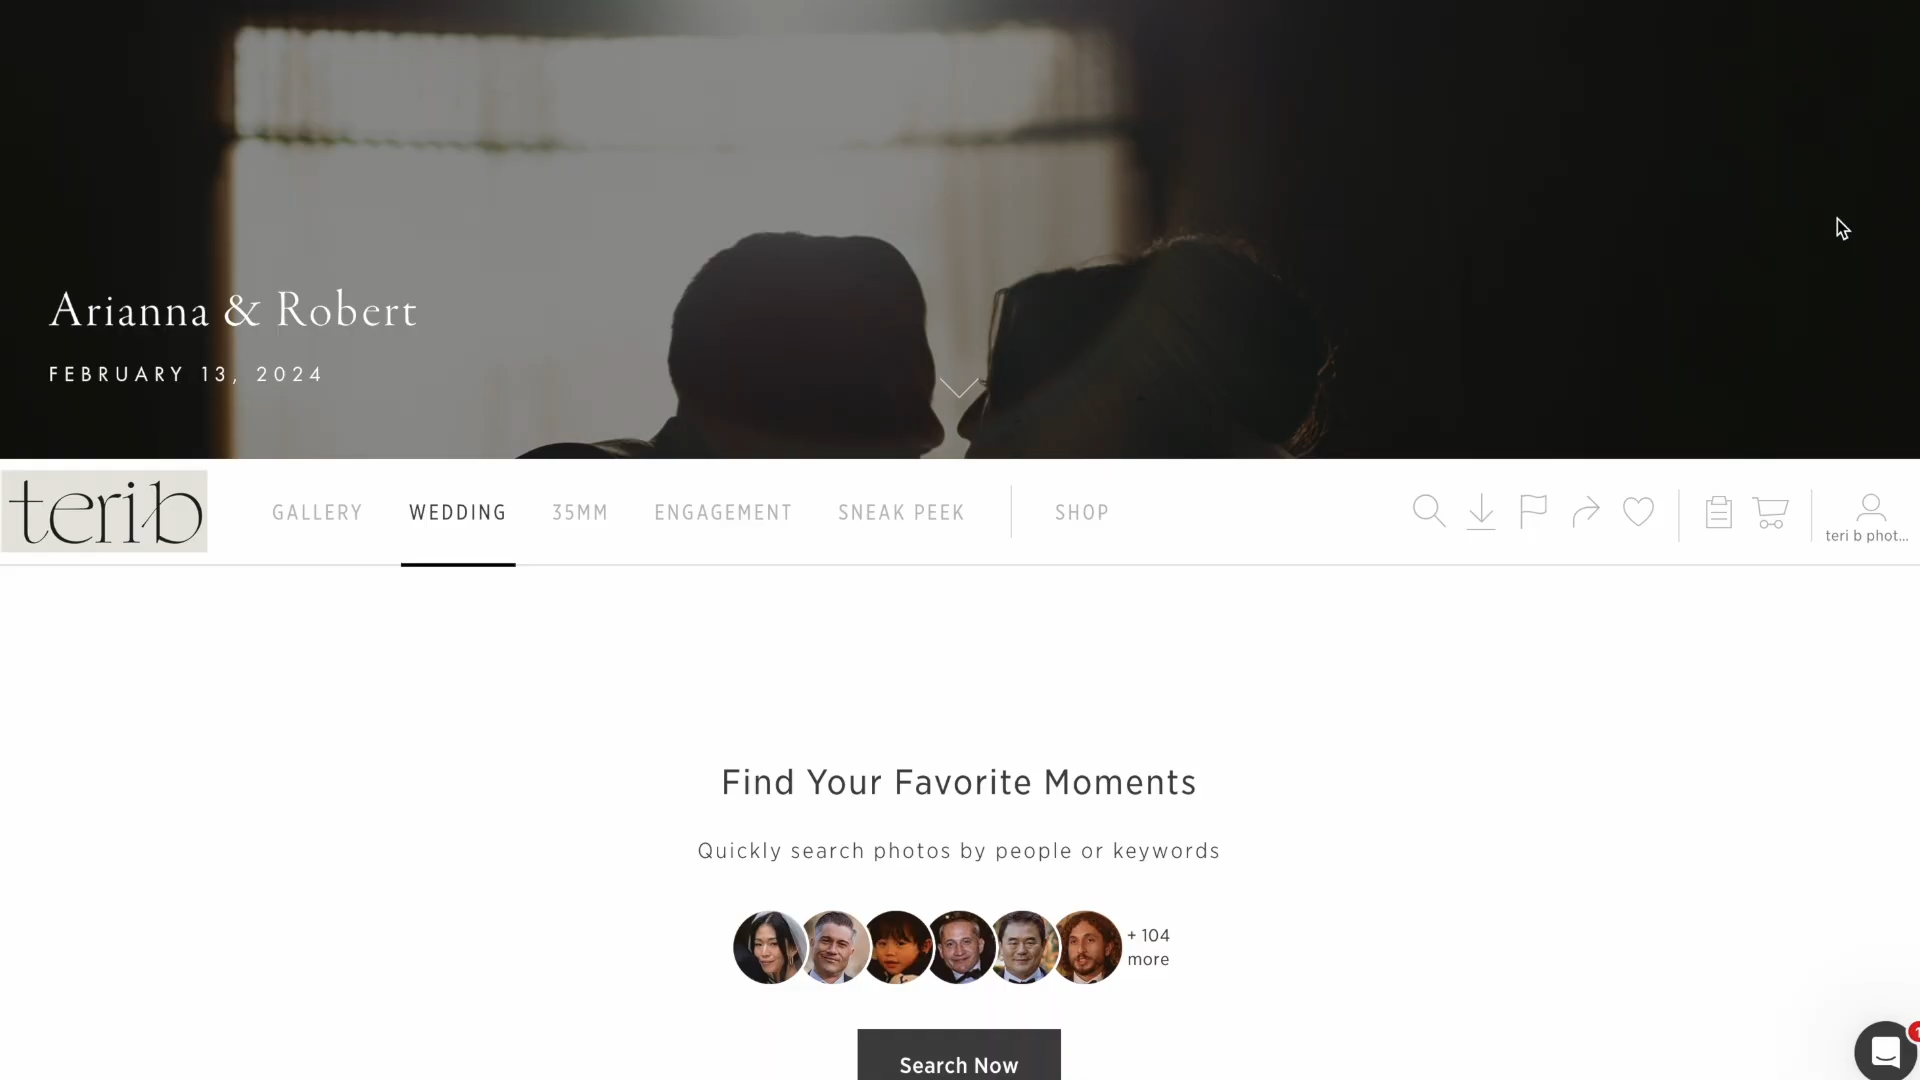 Arianna & Robert
FEBRUARY 13, 2024
terib
GALLERY WEDDING 35MM ENGAGEMENT SNEAK PEEK SHOP
teri b phot...
Find Your Favorite Moments
Quickly search photos by people or keywords
+ 104
more
Search Now